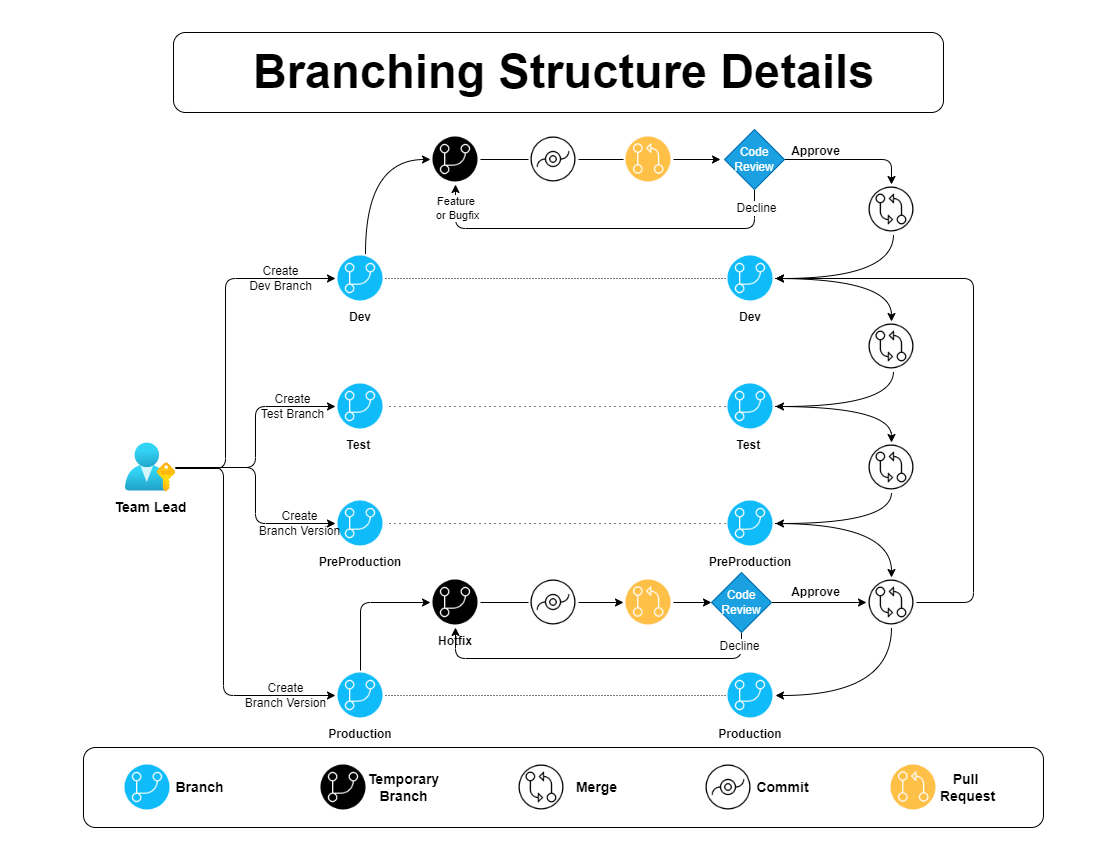 Branching Structure Details
Code
Review
Approve
Feature
or Bugfix
Decline
Create
Dev Branch
Dev
Dev
Create
Test Branch
Test
Test
Team Lead
Create
Branch Version
PreProduction
PreProduction
Code
Review
Approve
Hotfix
Decline
Create
Branch Version
Production
Production
Branch
Temporary
Branch
Merge
Commit
Pull
Request